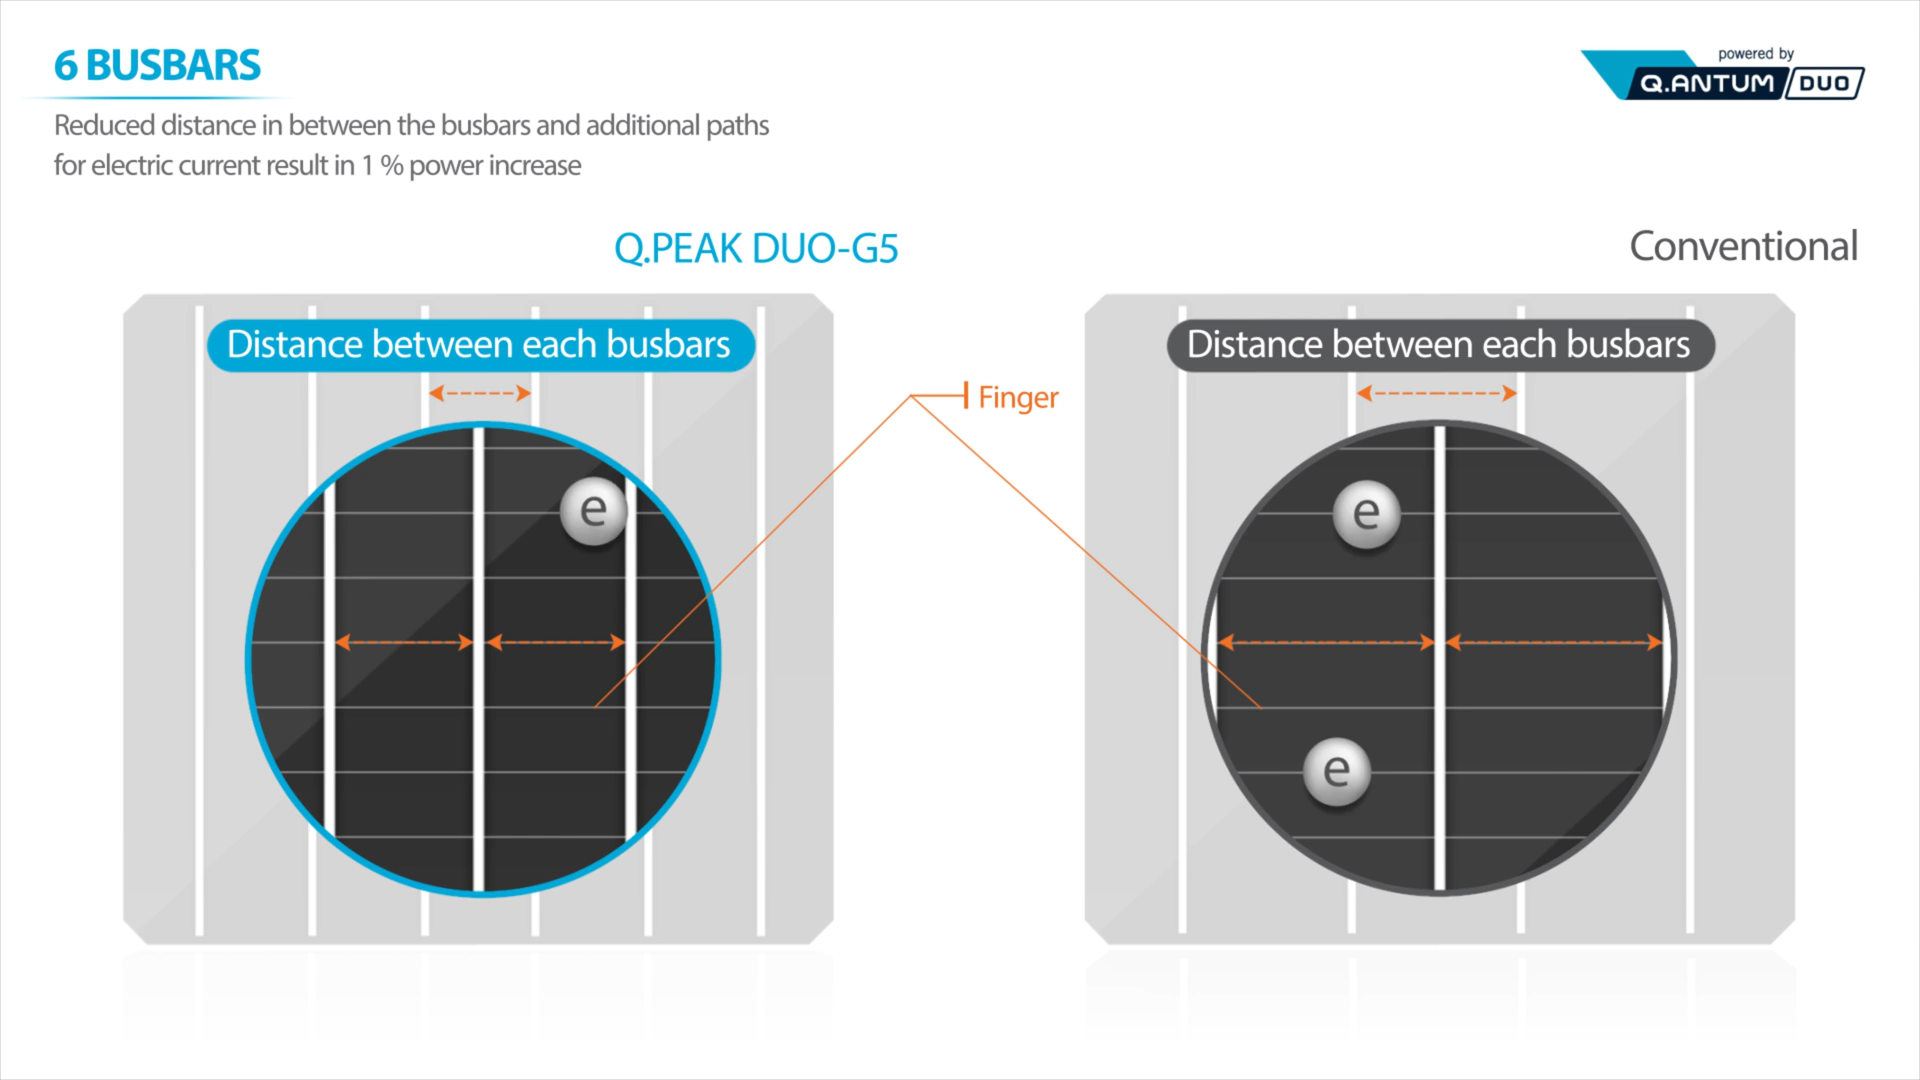 6 BUSBARS
powered by
Q.ANTUM DUO
Reduced distance in between the busbars and additional paths
for electric current result in 1 % power increase
Q.PEAK DUO-G5
Conventional
Distance between each busbars
Distance between each busbars
Finger
e
e
e